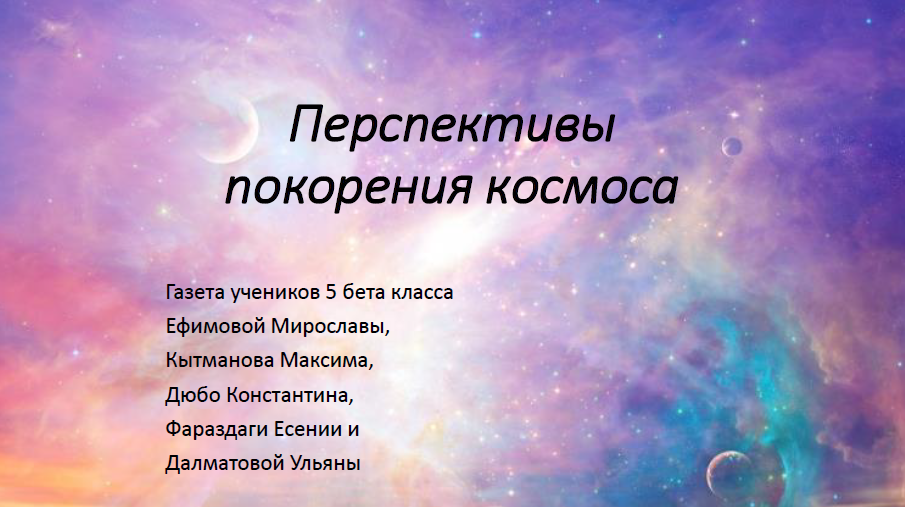 Перспективы
покорения космоса
Газета учеников 5 бета класса
Ефимовой Мирославы,
Кытманова Максима,
Дюбо Константина,
Фараздаги Есении и
Далматовой Ульяны